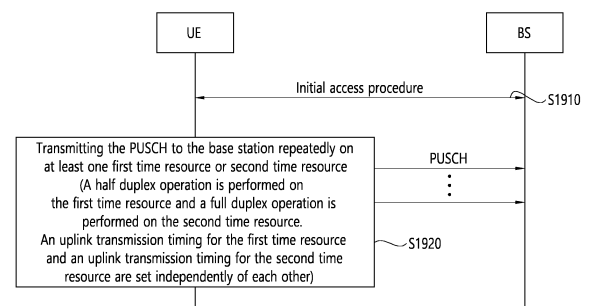 UE
BS
Initial access procedure
S1910
Transmitting the PUSCH to the base station repeatedly on
at least one first time resource or second time resource
(A half duplex operation is performed on
the first time resource and a full duplex operation is
performed on the second time resource.
An uplink transmission timing for the first time resource
and an uplink transmission timing for the second time
resource are set independently of each other)
PUSCH
S1920